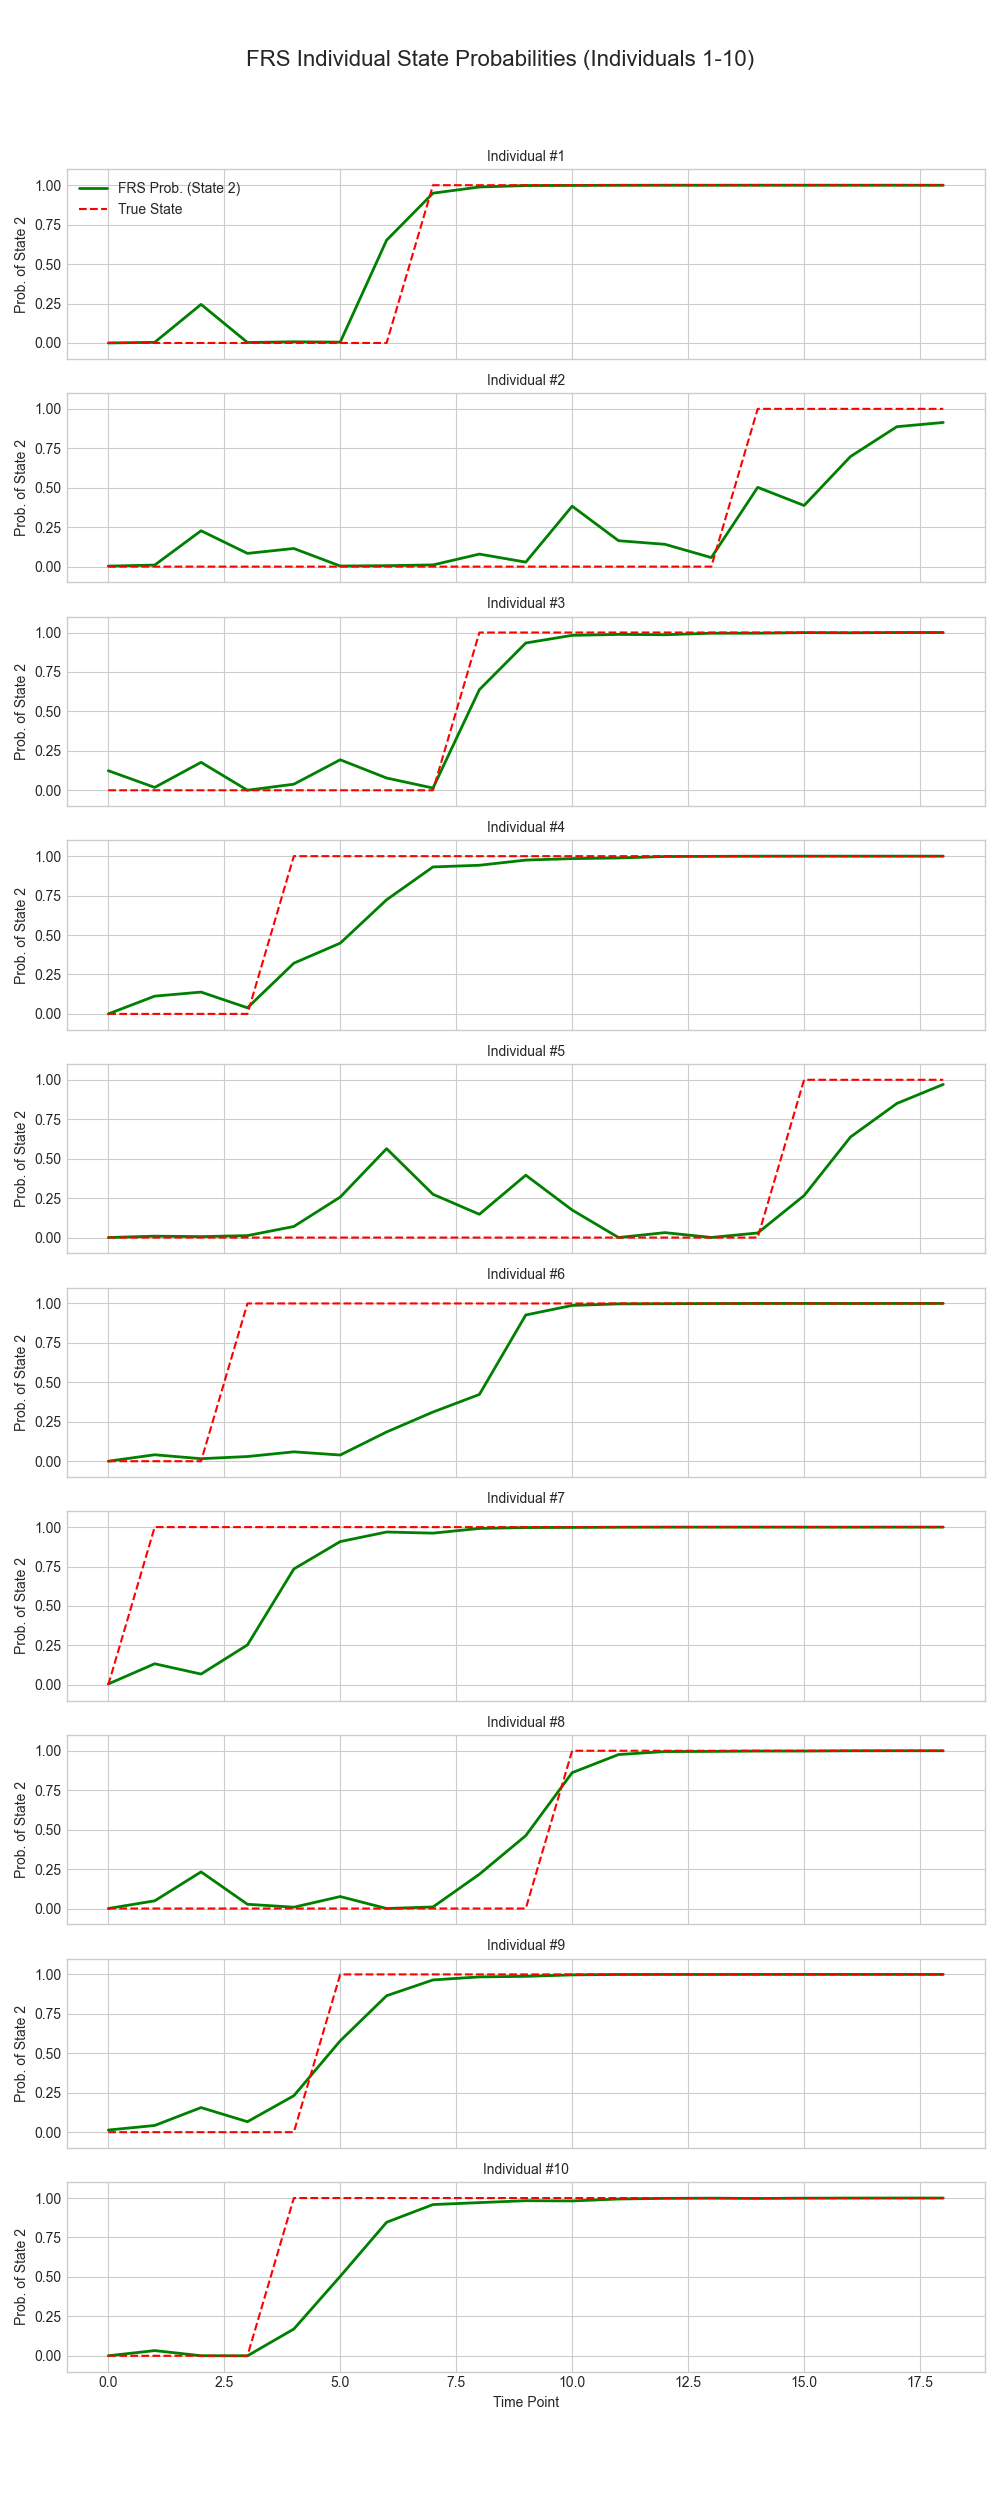 FRS Individual State Probabilities (Individuals 1-10)
Individual #1
1.00
0.75
0.50
0.25
0.00
Prob. of State 2
FRS Prob. (State 2)
True State
Individual #2
1.00
0.75
0.50
0.25
0.00
Prob. of State 2
Individual #3
1.00
0.75
0.50
0.25
0.00
Prob. of State 2
Individual #4
1.00
0.75
0.50
0.25
0.00
Prob. of State 2
Individual #5
1.00
0.75
0.50
0.25
0.00
Prob. of State 2
Individual #6
1.00
0.75
0.50
0.25
0.00
Prob. of State 2
Individual #7
1.00
0.75
0.50
0.25
0.00
Prob. of State 2
Individual #8
1.00
0.75
0.50
0.25
0.00
Prob. of State 2
Individual #9
1.00
0.75
0.50
0.25
0.00
Prob. of State 2
Individual #10
1.00
0.75
0.50
0.25
0.00
Prob. of State 2
0.0 2.5 5.0 7.5 10.0 12.5 15.0 17.5
Time Point